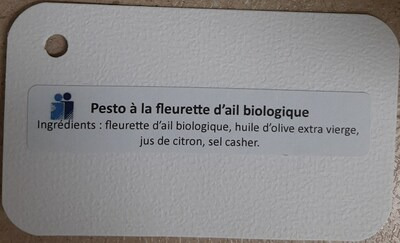 Pesto à la fleurette d'ail biologique
Ingrédients : fleurette d'ail biologique, huile d'olive extra vierge,
jus de citron, sel casher.